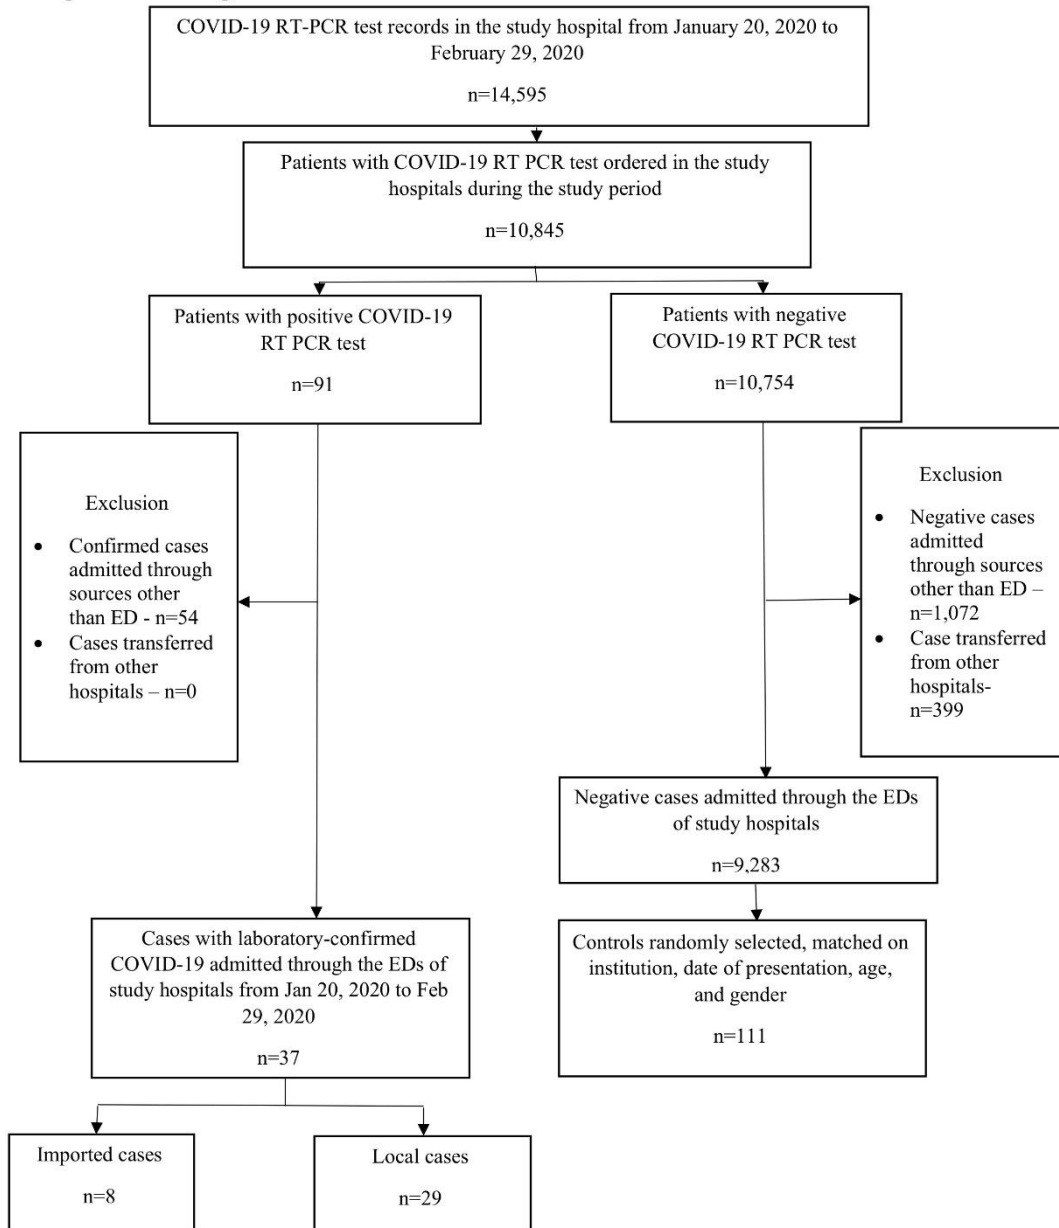 COVID-19 RT-PCR test records in the study hospital from January 20, 2020 to
February 29, 2020
n=14,595
Patients with COVID-19 RT PCR test ordered in the study
hospitals during the study period
n=10,845
Patients with positive COVID-19
RT PCR test
n=91
Patients with negative
COVID-19 RT PCR test
n=10,754
Exclusion
• Confirmed cases
admitted through
sources other
than ED - n=54
• Cases transferred
from other
hospitals – n=0
Exclusion
• Negative cases
admitted
through sources
other than ED –
n=1,072
• Case transferred
from other
hospitals-
n=399
Negative cases admitted through the EDs
of study hospitals
n=9,283
Cases with laboratory-confirmed
COVID-19 admitted through the EDs of
study hospitals from Jan 20, 2020 to Feb
29, 2020
n=37
Controls randomly selected, matched on
institution, date of presentation, age,
and gender
n=111
Imported cases
n=8
Local cases
n=29